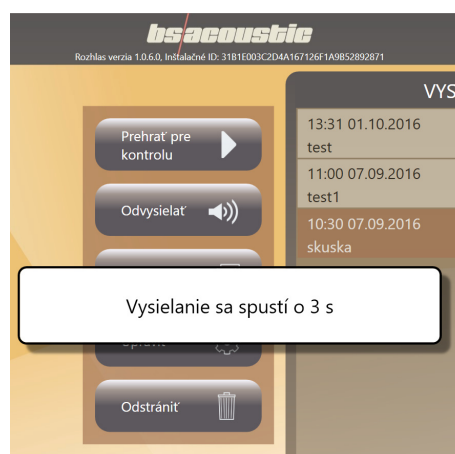 bsacoustic
Rozhlas verzia 1.0.6.0, Inštalačné ID: 31B1E003C2D4A167126F1A9B52892871
VYS
Prehrať pre
kontrolu
13:31 01.10.2016
test
11:00 07.09.2016
test1
Odvysielať
10:30 07.09.2016
skuska
Vysielanie sa spustí o 3 s
Odstrániť